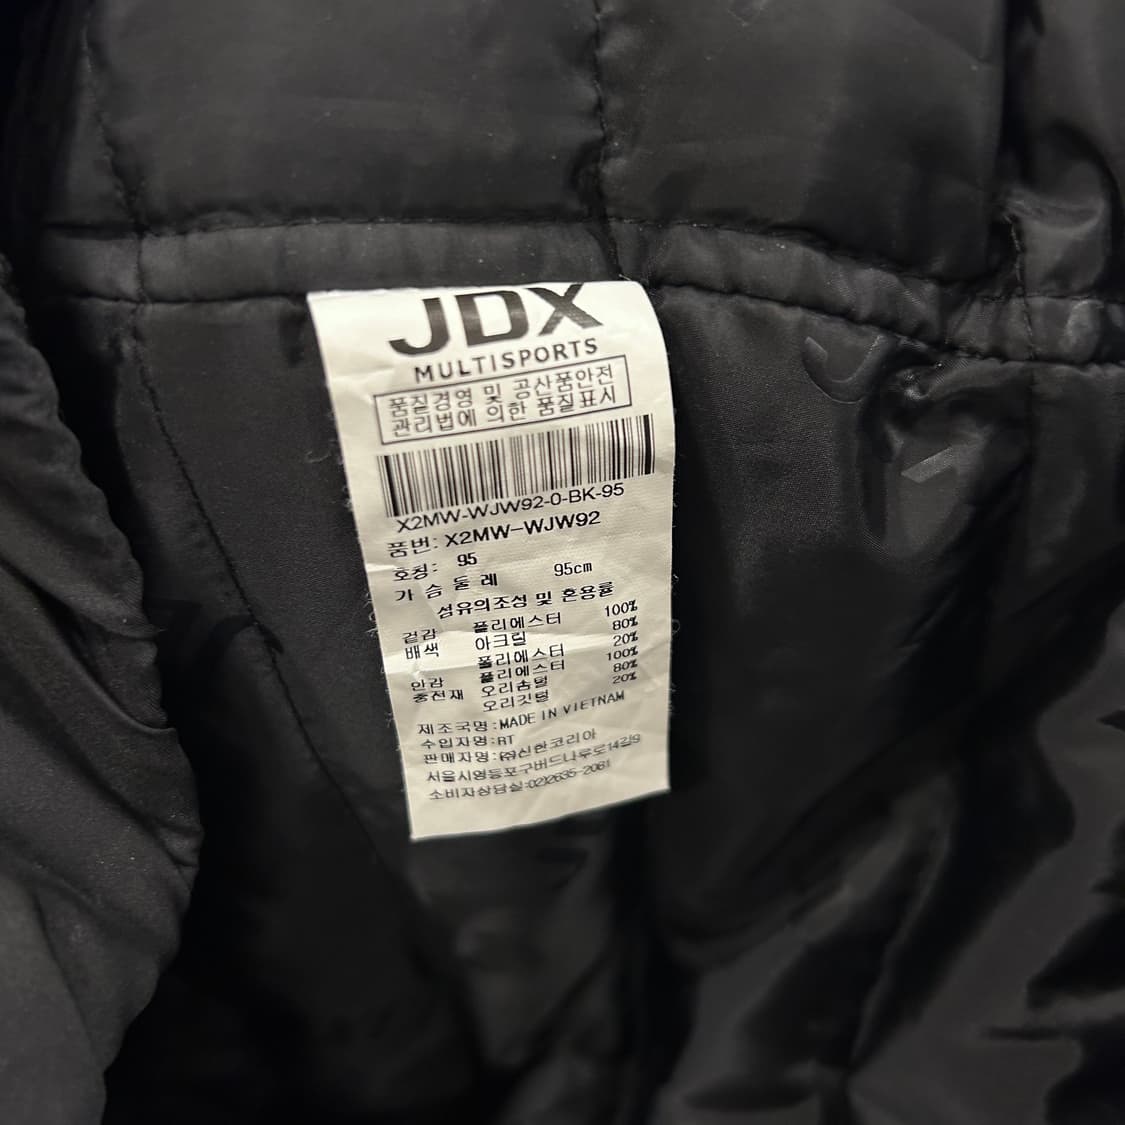 JDX
MULTISPORTS
품질경영 및 공산품안전
관리법에 의한 품질표시
X2MW-WJW92-0-BK-95
품번: X2MW-WJW92
호칭: 95
가 슴 둘 레 95cm
섬유의조성 및 혼용률
겉감 폴리에스터 100%
배색 아크릴 80%
폴리에스터 20%
안감 폴리에스터 100%
충전재 오리솜털 80%
오리깃털 20%
제조국명:MADE IN VIETNAM
수입자명:RT
판매자명:㈜신한코리아
서울시영등포구버드나루로14길9
소비자상담실:02)2635-2061